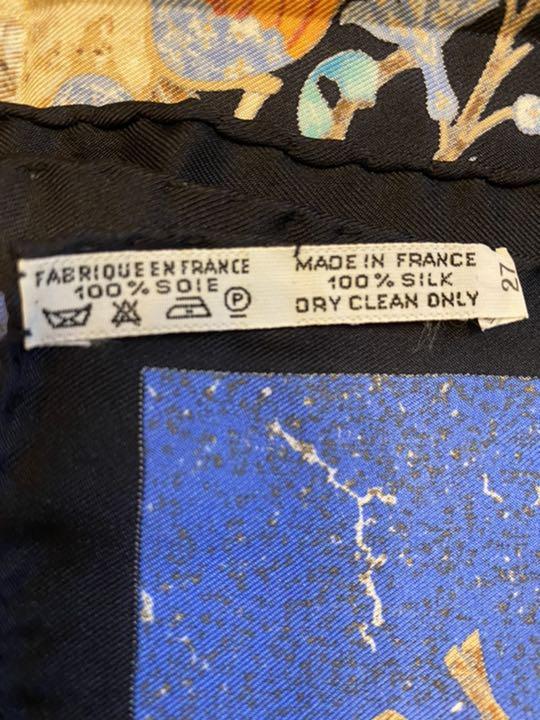 FABRIQUE EN FRANCE
100% SOIE
P
MADE IN FRANCE
100% SILK
DRY CLEAN ONLY
27